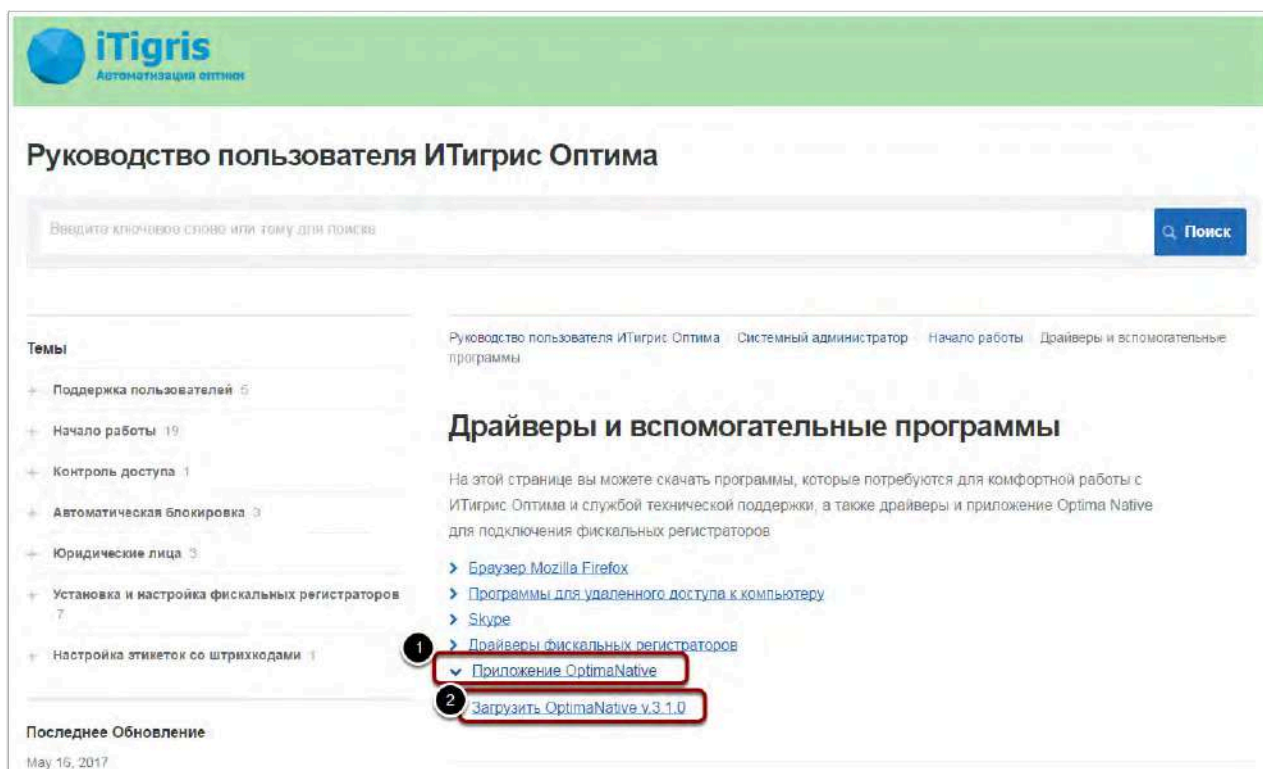 iTigris
Автоматизация оптики
Руководство пользователя ИТигрис Оптима
Введите ключевое слово или тему для поиска
Поиск
Темы
Поддержка пользователей 5
Начало работы 19
Контроль доступа 1
Автоматическая блокировка 3
Юридические лица 3
Установка и настройка фискальных регистраторов
7
Настройка этикеток со штрихкодами 1
Последнее Обновление
May 16, 2017
Руководство пользователя ИТигрис Оптима Системный администратор Начало работы Драйверы и вспомогательные
программы
Драйверы и вспомогательные программы
На этой странице вы можете скачать программы, которые потребуются для комфортной работы с
ИТигрис Оптима и службой технической поддержки, а также драйверы и приложение Optima Native
для подключения фискальных регистраторов
Браузер Mozilla Firefox
Программы для удаленного доступа к компьютеру
Skype
Драйверы фискальных регистраторов
1
Приложение OptimaNative
2
Загрузить OptimaNative v.3.1.0